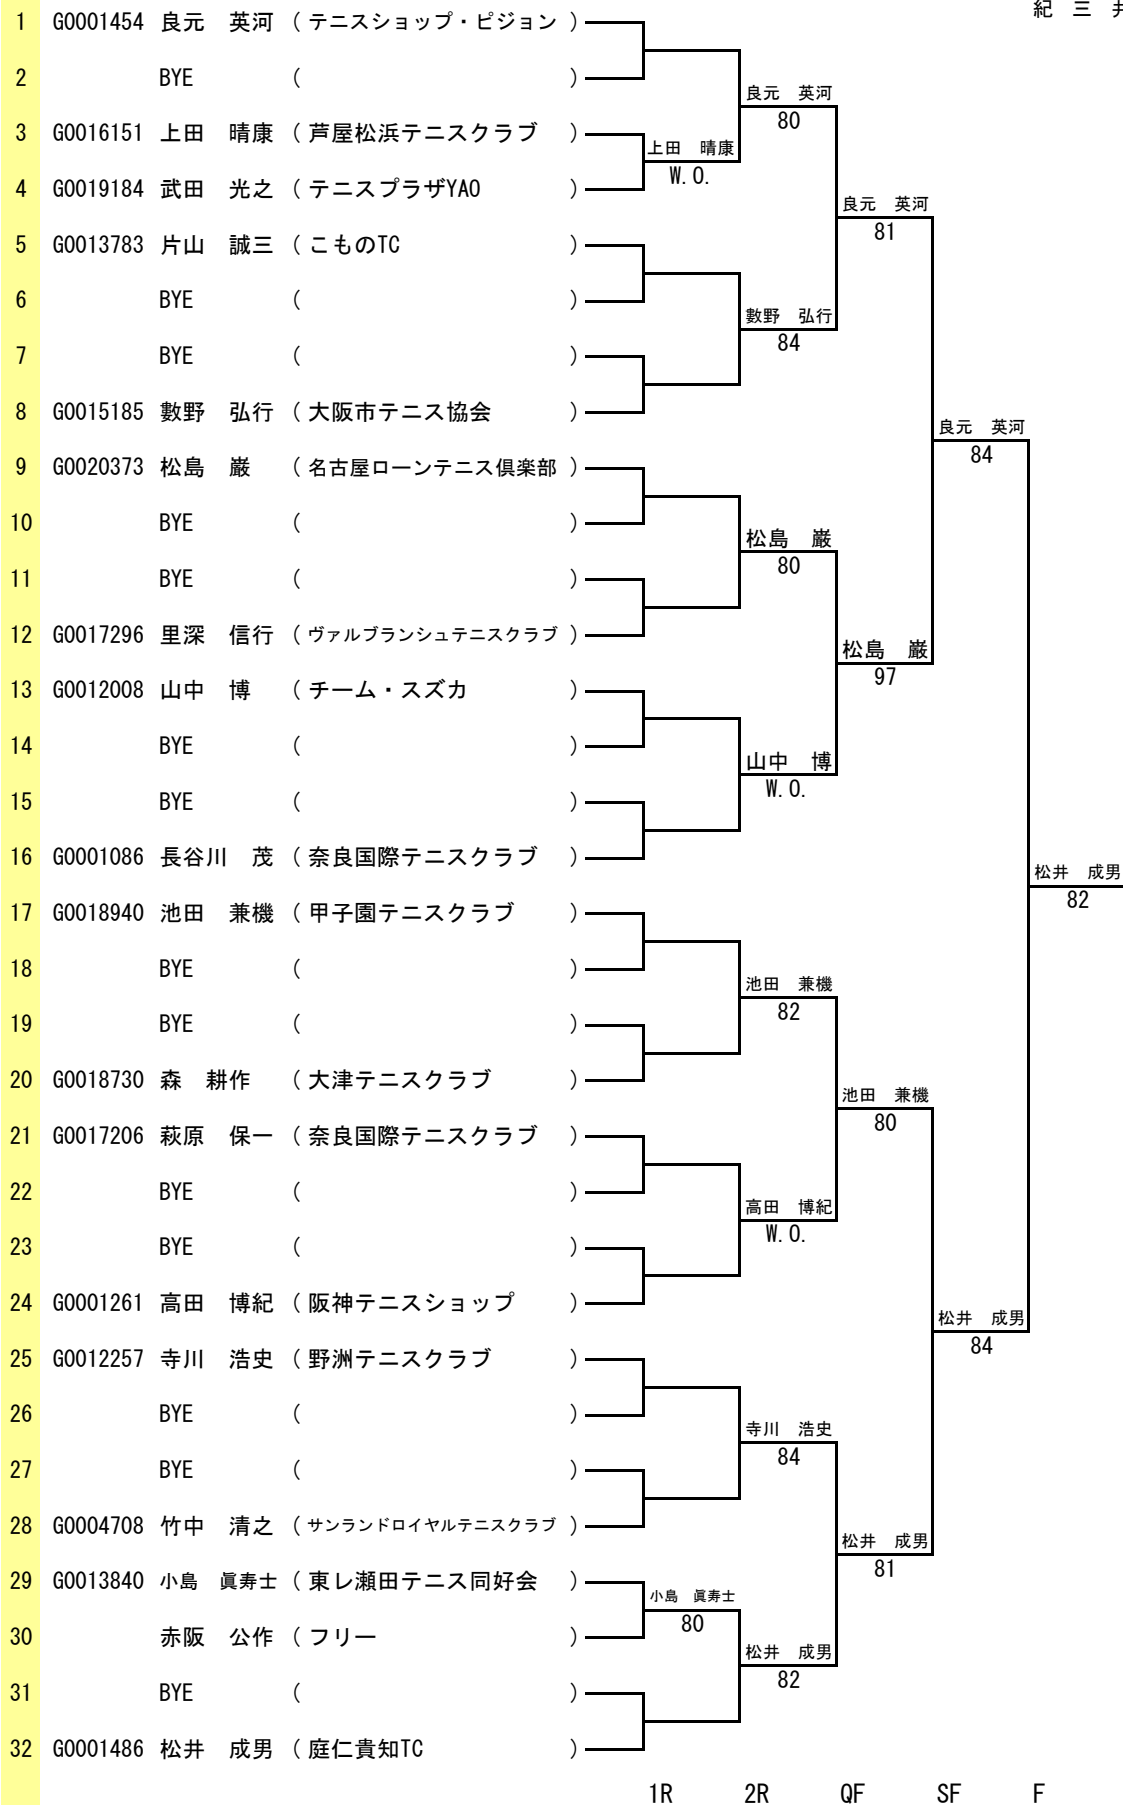 紀 三 井
1 G0001454 良元 英河 ( テニスショップ・ピジョン )
2 BYE ( )
良元 英河
80
3 G0016151 上田 晴康 ( 芦屋松浜テニスクラブ )
上田 晴康
W.O.
4 G0019184 武田 光之 ( テニスプラザYAO )
良元 英河
81
5 G0013783 片山 誠三 ( こものTC )
6 BYE ( )
數野 弘行
84
7 BYE ( )
8 G0015185 數野 弘行 ( 大阪市テニス協会 )
良元 英河
84
9 G0020373 松島 巌 ( 名古屋ローンテニス倶楽部 )
10 BYE ( )
松島 巌
80
11 BYE ( )
12 G0017296 里深 信行 ( ヴァルブランシュテニスクラブ )
松島 巌
97
13 G0012008 山中 博 ( チーム・スズカ )
14 BYE ( )
山中 博
W.O.
15 BYE ( )
16 G0001086 長谷川 茂 ( 奈良国際テニスクラブ )
松井 成男
82
17 G0018940 池田 兼機 ( 甲子園テニスクラブ )
18 BYE ( )
池田 兼機
82
19 BYE ( )
20 G0018730 森 耕作 ( 大津テニスクラブ )
池田 兼機
80
21 G0017206 萩原 保一 ( 奈良国際テニスクラブ )
22 BYE ( )
高田 博紀
W.O.
23 BYE ( )
24 G0001261 高田 博紀 ( 阪神テニスショップ )
松井 成男
84
25 G0012257 寺川 浩史 ( 野洲テニスクラブ )
26 BYE ( )
寺川 浩史
84
27 BYE ( )
28 G0004708 竹中 清之 ( サンランドロイヤルテニスクラブ )
松井 成男
81
29 G0013840 小島 眞寿士 ( 東レ瀬田テニス同好会 )
小島 眞寿士
80
30 赤阪 公作 ( フリー )
松井 成男
82
31 BYE ( )
32 G0001486 松井 成男 ( 庭仁貴知TC )
1R 2R QF SF F